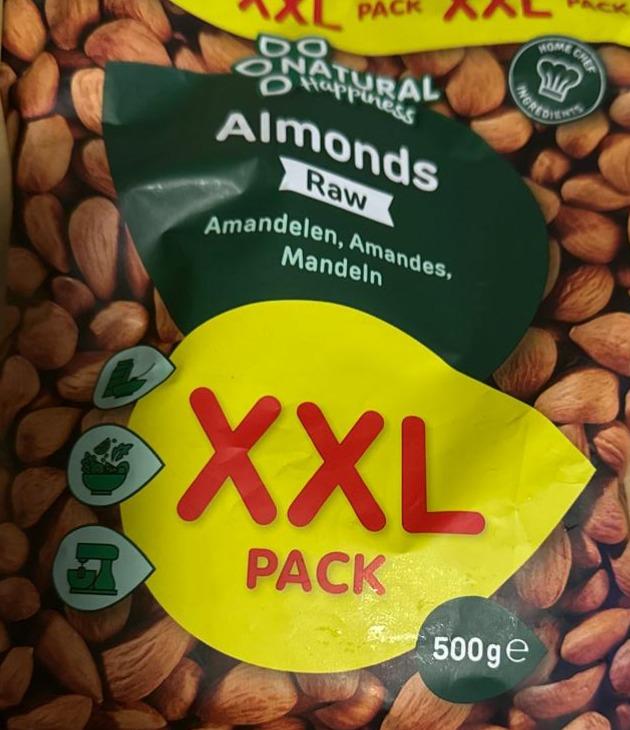 XXL PACK XXL PACK
NATURAL
Happiness
HOME CHEF
INGREDIENTS
Almonds
Raw
Amandelen, Amandes,
Mandeln
XXL
PACK
500g e